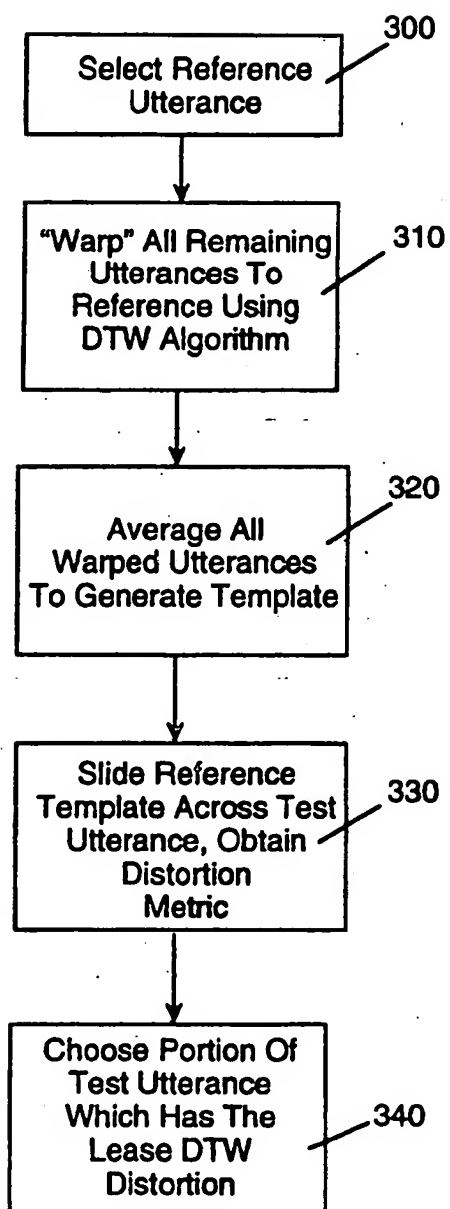 300
Select Reference
Utterance
"Warp" All Remaining
Utterances To
Reference Using
DTW Algorithm
310
320
Average All
Warped Utterances
To Generate Template
Slide Reference
Template Across Test
Utterance, Obtain
Distortion
Metric
330
Choose Portion Of
Test Utterance
Which Has The
Lease DTW
Distortion
340